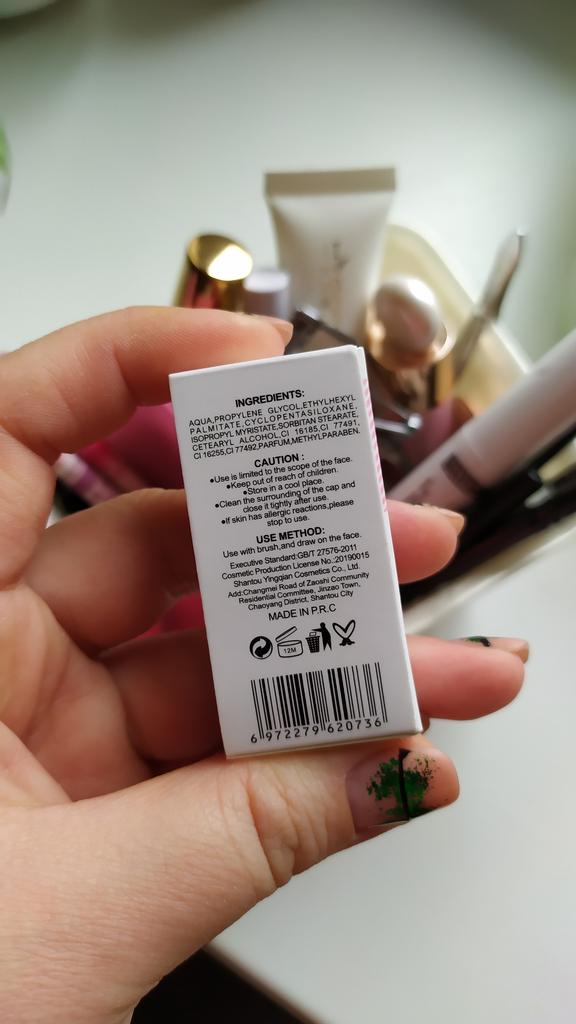 INGREDIENTS:
AQUA,PROPYLENE GLYCOL,ETHYLHEXYL
PALMITATE,CYCLOPENTASILOXANE,
ISOPROPYL MYRISTATE,SORBITAN STEARATE,
CETEARYL ALCOHOL,CI 16185,CI 77491,
CI 16255,CI 77492,PARFUM,METHYLPARABEN.
CAUTION :
●Use is limited to the scope of the face.
●Keep out of reach of children.
●Store in a cool place.
●Clean the surrounding of the cap and
close it tightly after use.
●If skin has allergic reactions,please
stop to use.
USE METHOD:
Use with brush,and draw on the face.
Executive Standard:GB/T 27576-2011
Cosmetic Production License No.:20190015
Shantou Yingqian Cosmetics Co., Ltd.
Add:Changmei Road of Zaoshi Community
Residential Committee, Jinzao Town,
Chaoyang District, Shantou City
MADE IN P.R.C
12M
6 972279 620736